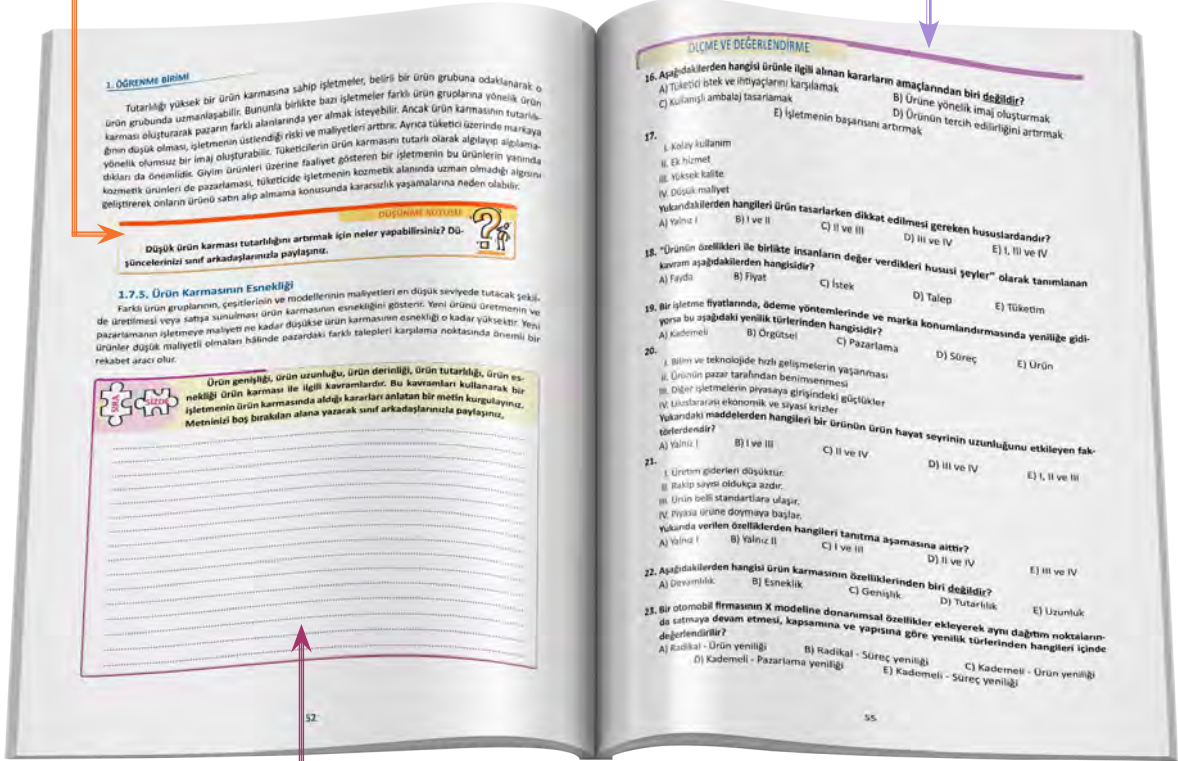 1. ÖĞRENME BİRİMİ
Tutarlılığı yüksek bir ürün karmasına sahip işletmeler, belirli bir ürün grubuna odaklanarak o
ürün grubunda uzmanlaşabilir. Bununla birlikte bazı işletmeler farklı ürün gruplarına yönelik ürün
karması oluşturarak pazarın farklı alanlarında yer almak isteyebilir. Ancak ürün karmasının tutarlı-
ğının düşük olması, işletmenin üstlendiği riski ve maliyetleri arttırır. Ayrıca tüketici üzerinde markaya
yönelik olumsuz bir imaj oluşturabilir. Tüketicilerin ürün karmasını tutarlı olarak algılayıp algılama-
dıkları da önemlidir. Giyim ürünleri üzerine faaliyet gösteren bir işletmenin bu ürünlerin yanında
kozmetik ürünleri de pazarlaması, tüketicide işletmenin kozmetik alanında uzman olmadığı algısını
geliştirerek onların ürünü satın alıp almama konusunda kararsızlık yaşamalarına neden olabilir.
DÜŞÜNME KUTUSU
Düşük ürün karması tutarlılığını artırmak için neler yapabilirsiniz? Dü-
şüncelerinizi sınıf arkadaşlarınızla paylaşınız.
1.7.5. Ürün Karmasının Esnekliği
Farklı ürün gruplarının, çeşitlerinin ve modellerinin maliyetleri en düşük seviyede tutacak şekil-
de üretilmesi veya satışa sunulması ürün karmasının esnekliğini gösterir. Yeni ürünü üretmenin ve
pazarlamanın işletmeye maliyeti ne kadar düşükse ürün karmasının esnekliği o kadar yüksektir. Yeni
ürünler düşük maliyetli olmaları hâlinde pazardaki farklı talepleri karşılama noktasında önemli bir
rekabet aracı olur.
SIRA SİZDE
Ürün genişliği, ürün uzunluğu, ürün derinliği, ürün tutarlılığı, ürün es-
nekliği ürün karması ile ilgili kavramlardır. Bu kavramları kullanarak bir
işletmenin ürün karmasında aldığı kararları anlatan bir metin kurgulayınız.
Metninizi boş bırakılan alana yazarak sınıf arkadaşlarınızla paylaşınız.
52
ÖLÇME VE DEĞERLENDİRME
16. Aşağıdakilerden hangisi ürünle ilgili alınan kararların amaçlarından biri değildir?
A) Tüketici istek ve ihtiyaçlarını karşılamak B) Ürüne yönelik imaj oluşturmak
C) Kullanışlı ambalaj tasarlamak D) Ürünün tercih edilirliğini artırmak
E) İşletmenin başarısını artırmak
17.
I. Kolay kullanım
II. Ek hizmet
III. Yüksek kalite
IV. Düşük maliyet
Yukarıdakilerden hangileri ürün tasarlarken dikkat edilmesi gereken hususlardandır?
A) Yalnız I B) I ve II C) II ve III D) III ve IV E) I, III ve IV
18. "Ürünün özellikleri ile birlikte insanların değer verdikleri hususi şeyler" olarak tanımlanan
kavram aşağıdakilerden hangisidir?
A) Fayda B) Fiyat C) İstek D) Talep E) Tüketim
19. Bir işletme fiyatlarında, ödeme yöntemlerinde ve marka konumlandırmasında yeniliğe gidi-
yorsa bu aşağıdaki yenilik türlerinden hangisidir?
A) Kademeli B) Örgütsel C) Pazarlama D) Süreç E) Ürün
20.
I. Bilim ve teknolojide hızlı gelişmelerin yaşanması
II. Ürünün pazar tarafından benimsenmesi
III. Diğer işletmelerin piyasaya girişindeki güçlükler
IV. Uluslararası ekonomik ve siyasi krizler
Yukarıdaki maddelerden hangileri bir ürünün ürün hayat seyrinin uzunluğunu etkileyen fak-
törlerdendir?
A) Yalnız I B) I ve III C) II ve IV D) III ve IV E) I, II ve III
21.
I. Üretim giderleri düşüktür.
II. Rakip sayısı oldukça azdır.
III. Ürün belli standartlara ulaşır.
IV. Piyasa ürüne doymaya başlar.
Yukarıda verilen özelliklerden hangileri tanıtma aşamasına aittir?
A) Yalnız I B) Yalnız II C) I ve III D) II ve IV E) III ve IV
22. Aşağıdakilerden hangisi ürün karmasının özelliklerinden biri değildir?
A) Devamlılık B) Esneklik C) Genişlik D) Tutarlılık E) Uzunluk
23. Bir otomobil firmasının X modeline donanımsal özellikler ekleyerek aynı dağıtım noktaların-
da satmaya devam etmesi, kapsamına ve yapısına göre yenilik türlerinden hangileri içinde
değerlendirilir?
A) Radikal - Ürün yeniliği B) Radikal - Süreç yeniliği C) Kademeli - Ürün yeniliği
D) Kademeli - Pazarlama yeniliği E) Kademeli - Süreç yeniliği
55